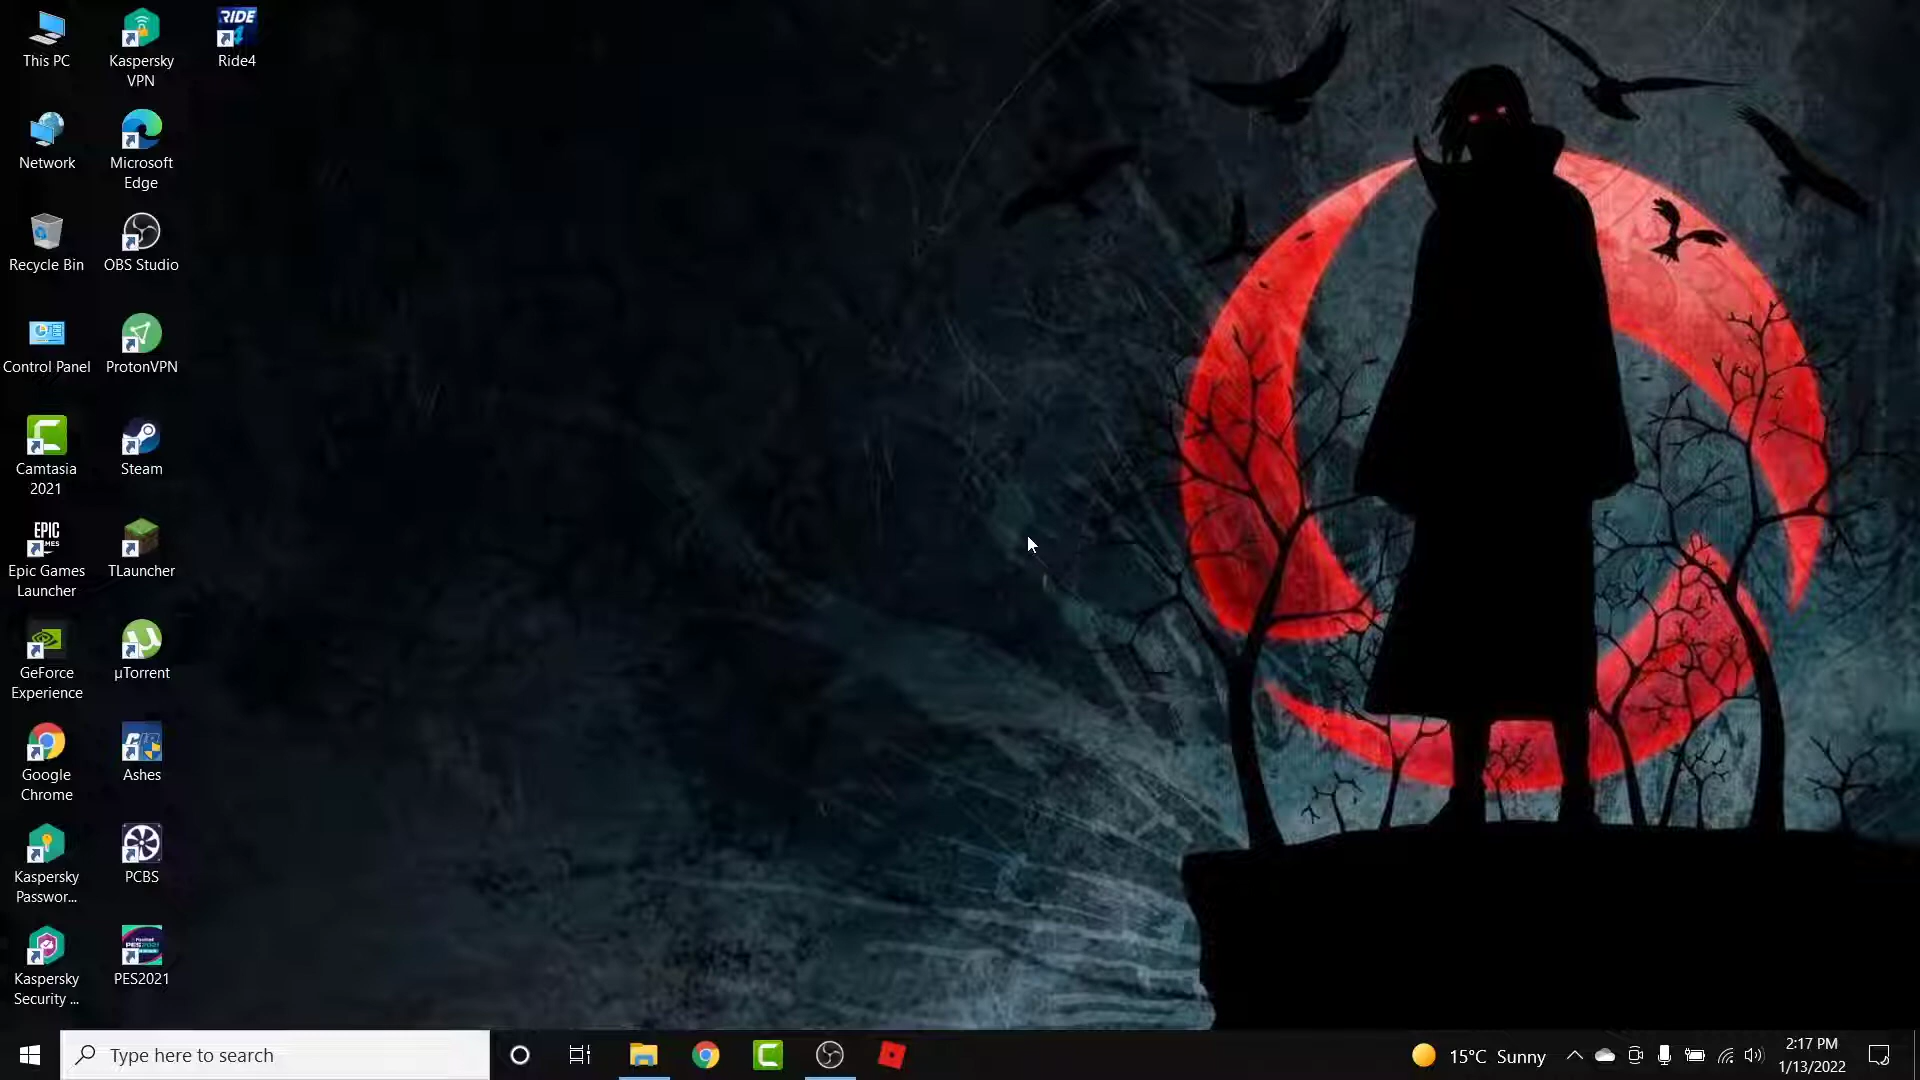 This PC
Kaspersky
VPN
RIDE
4
Ride4
Network
Microsoft
Edge
Recycle Bin
OBS Studio
Control Panel
ProtonVPN
Camtasia
2021
Steam
EPIC
Epic Games
Launcher
TLauncher
GeForce
Experience
µTorrent
Google
Chrome
Ashes
Kaspersky
Passwor...
PCBS
Kaspersky
Security ...
PES2021
PES2021
Type here to search
15°C Sunny
2:17 PM
1/13/2022